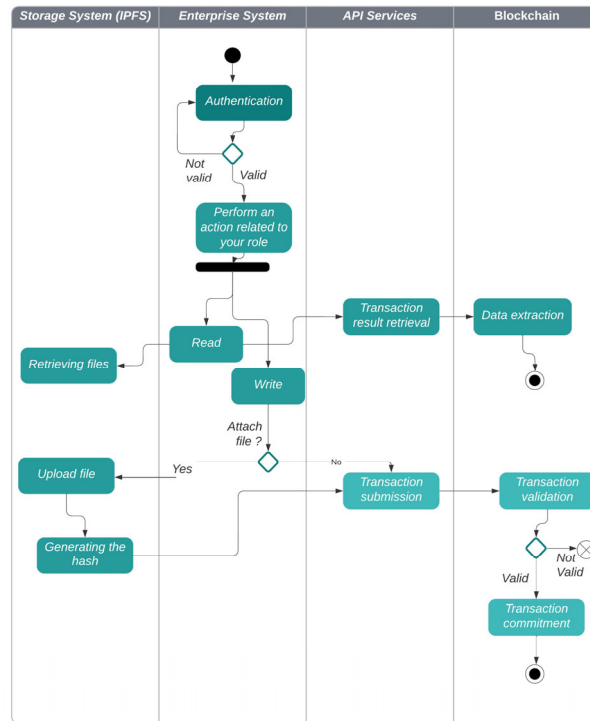 Storage System (IPFS)
Enterprise System
API Services
Blockchain
Authentication
Not
valid
Valid
Perform an
action related to
your role
Read
Transaction
result retrieval
Data extraction
Retrieving files
Write
Attach
file ?
Yes
No
Upload file
Transaction
submission
Transaction
validation
Generating the
hash
Not
Valid
Valid
Transaction
commitment